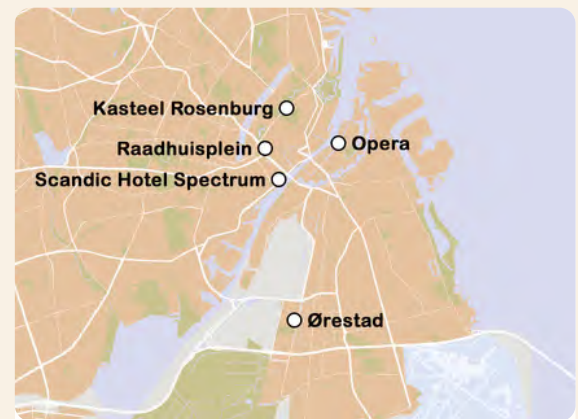 Kasteel Rosenburg
Raadhuisplein
Opera
Scandic Hotel Spectrum
Ørestad